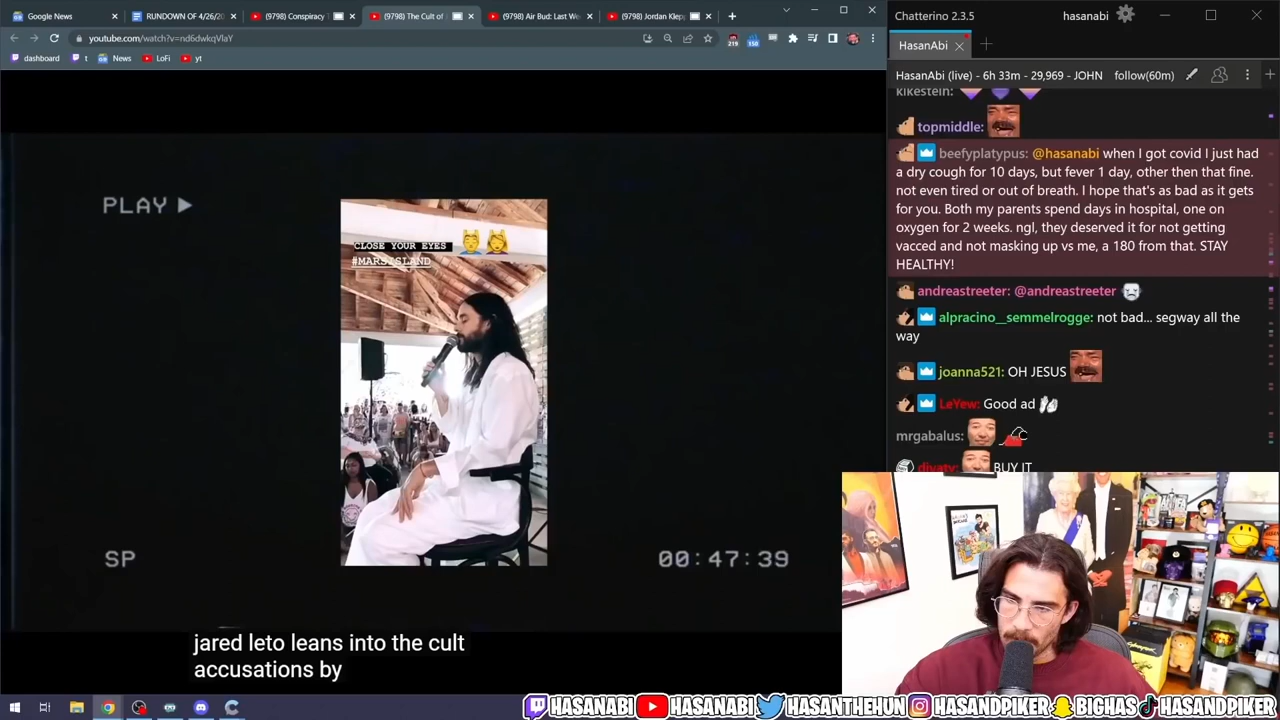 Google News
RUNDOWN OF 4/26/20
(9798) Conspiracy T
(9798) The Cult of
(9798) Air Bud: Last Wo
(9798) Jordan Klepp
youtube.com/watch?v=nd6dwkqVlaY
219
150
dashboard
t
News
LoFi
yt
PLAY
CLOSE YOUR EYES
#MARSISLAND
SP
00:47:39
jared leto leans into the cult
accusations by
Chatterino 2.3.5
hasanabi
HasanAbi
HasanAbi (live) - 6h 33m - 29,969 - JOHN
follow(60m)
kikestein:
topmiddle:
beefyplatypus: @hasanabi when I got covid I just had
a dry cough for 10 days, but fever 1 day, other then that fine.
not even tired or out of breath. I hope that's as bad as it gets
for you. Both my parents spend days in hospital, one on
oxygen for 2 weeks. ngl, they deserved it for not getting
vacced and not masking up vs me, a 180 from that. STAY
HEALTHY!
andreastreeter: @andreastreeter
alpracino__semmelrogge: not bad... segway all the
way
joanna521: OH JESUS
LeYew: Good ad
mrgabalus:
divaty: BUY IT
HASANABI HASANABI HASANTHEHUN HASANDPIKER BIGHAS HASANDPIKER